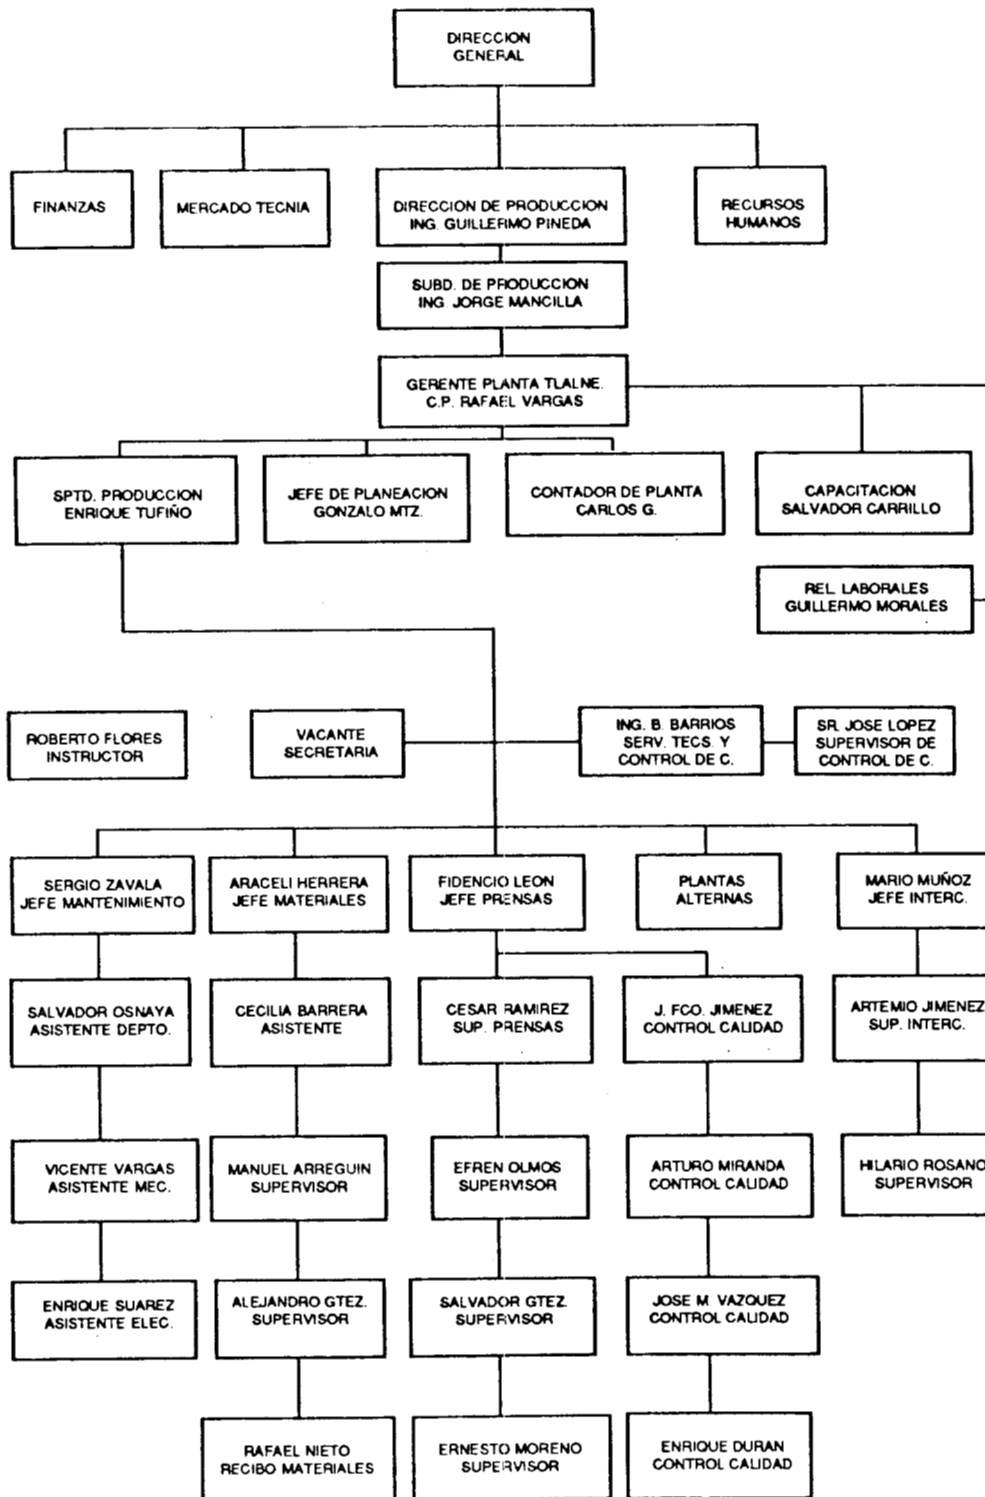 DIRECCION
GENERAL
FINANZAS
MERCADO TECNIA
DIRECCION DE PRODUCCION
ING. GUILLERMO PINEDA
RECURSOS
HUMANOS
SUBD. DE PRODUCCION
ING. JORGE MANCILLA
GERENTE PLANTA TLALNE.
C.P. RAFAEL VARGAS
SPTD. PRODUCCION
ENRIQUE TUFIÑO
JEFE DE PLANEACION
GONZALO MTZ.
CONTADOR DE PLANTA
CARLOS G.
CAPACITACION
SALVADOR CARRILLO
REL. LABORALES
GUILLERMO MORALES
ROBERTO FLORES
INSTRUCTOR
VACANTE
SECRETARIA
ING. B. BARRIOS
SERV. TECS. Y
CONTROL DE C.
SR. JOSE LOPEZ
SUPERVISOR DE
CONTROL DE C.
SERGIO ZAVALA
JEFE MANTENIMIENTO
ARACELI HERRERA
JEFE MATERIALES
FIDENCIO LEON
JEFE PRENSAS
PLANTAS
ALTERNAS
MARIO MUÑOZ
JEFE INTERC.
SALVADOR OSNAYA
ASISTENTE DEPTO.
CECILIA BARRERA
ASISTENTE
CESAR RAMIREZ
SUP. PRENSAS
J. FCO. JIMENEZ
CONTROL CALIDAD
ARTEMIO JIMENEZ
SUP. INTERC.
VICENTE VARGAS
ASISTENTE MEC.
MANUEL ARREGUIN
SUPERVISOR
EFREN OLMOS
SUPERVISOR
ARTURO MIRANDA
CONTROL CALIDAD
HILARIO ROSANO
SUPERVISOR
ENRIQUE SUAREZ
ASISTENTE ELEC.
ALEJANDRO GTEZ.
SUPERVISOR
SALVADOR GTEZ.
SUPERVISOR
JOSE M. VAZQUEZ
CONTROL CALIDAD
RAFAEL NIETO
RECIBO MATERIALES
ERNESTO MORENO
SUPERVISOR
ENRIQUE DURAN
CONTROL CALIDAD